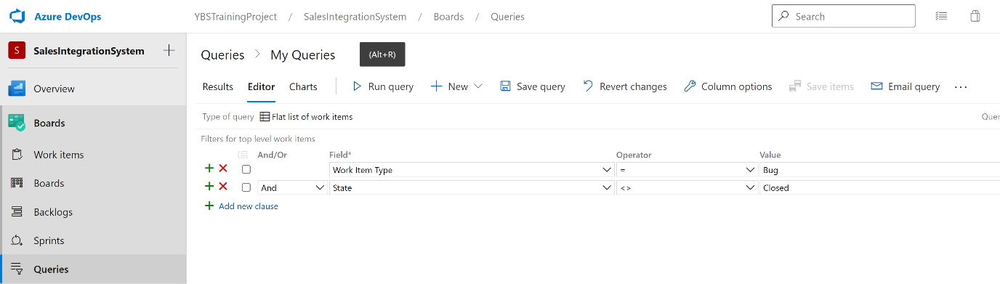 Azure DevOps
YBSTrainingProject / SalesIntegrationSystem / Boards / Queries
Search
S SalesIntegrationSystem
Queries > My Queries
(Alt+R)
Overview
Results Editor Charts Run query New Save query Revert changes Column options Save items Email query ...
Type of query Flat list of work items
Boards
Filters for top level work items
Work items
And/Or Field* Operator Value
Work Item Type = Bug
Boards
And State <> Closed
Backlogs
Add new clause
Sprints
Queries